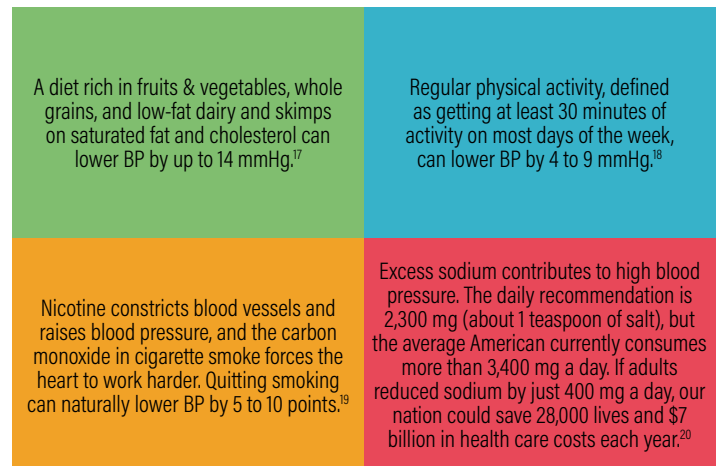 A diet rich in fruits & vegetables, whole
grains, and low-fat dairy and skimps
on saturated fat and cholesterol can
lower BP by up to 14 mmHg.17
Regular physical activity, defined
as getting at least 30 minutes of
activity on most days of the week,
can lower BP by 4 to 9 mmHg.18
Nicotine constricts blood vessels and
raises blood pressure, and the carbon
monoxide in cigarette smoke forces the
heart to work harder. Quitting smoking
can naturally lower BP by 5 to 10 points.19
Excess sodium contributes to high blood
pressure. The daily recommendation is
2,300 mg (about 1 teaspoon of salt), but
the average American currently consumes
more than 3,400 mg a day. If adults
reduced sodium by just 400 mg a day, our
nation could save 28,000 lives and $7
billion in health care costs each year.20